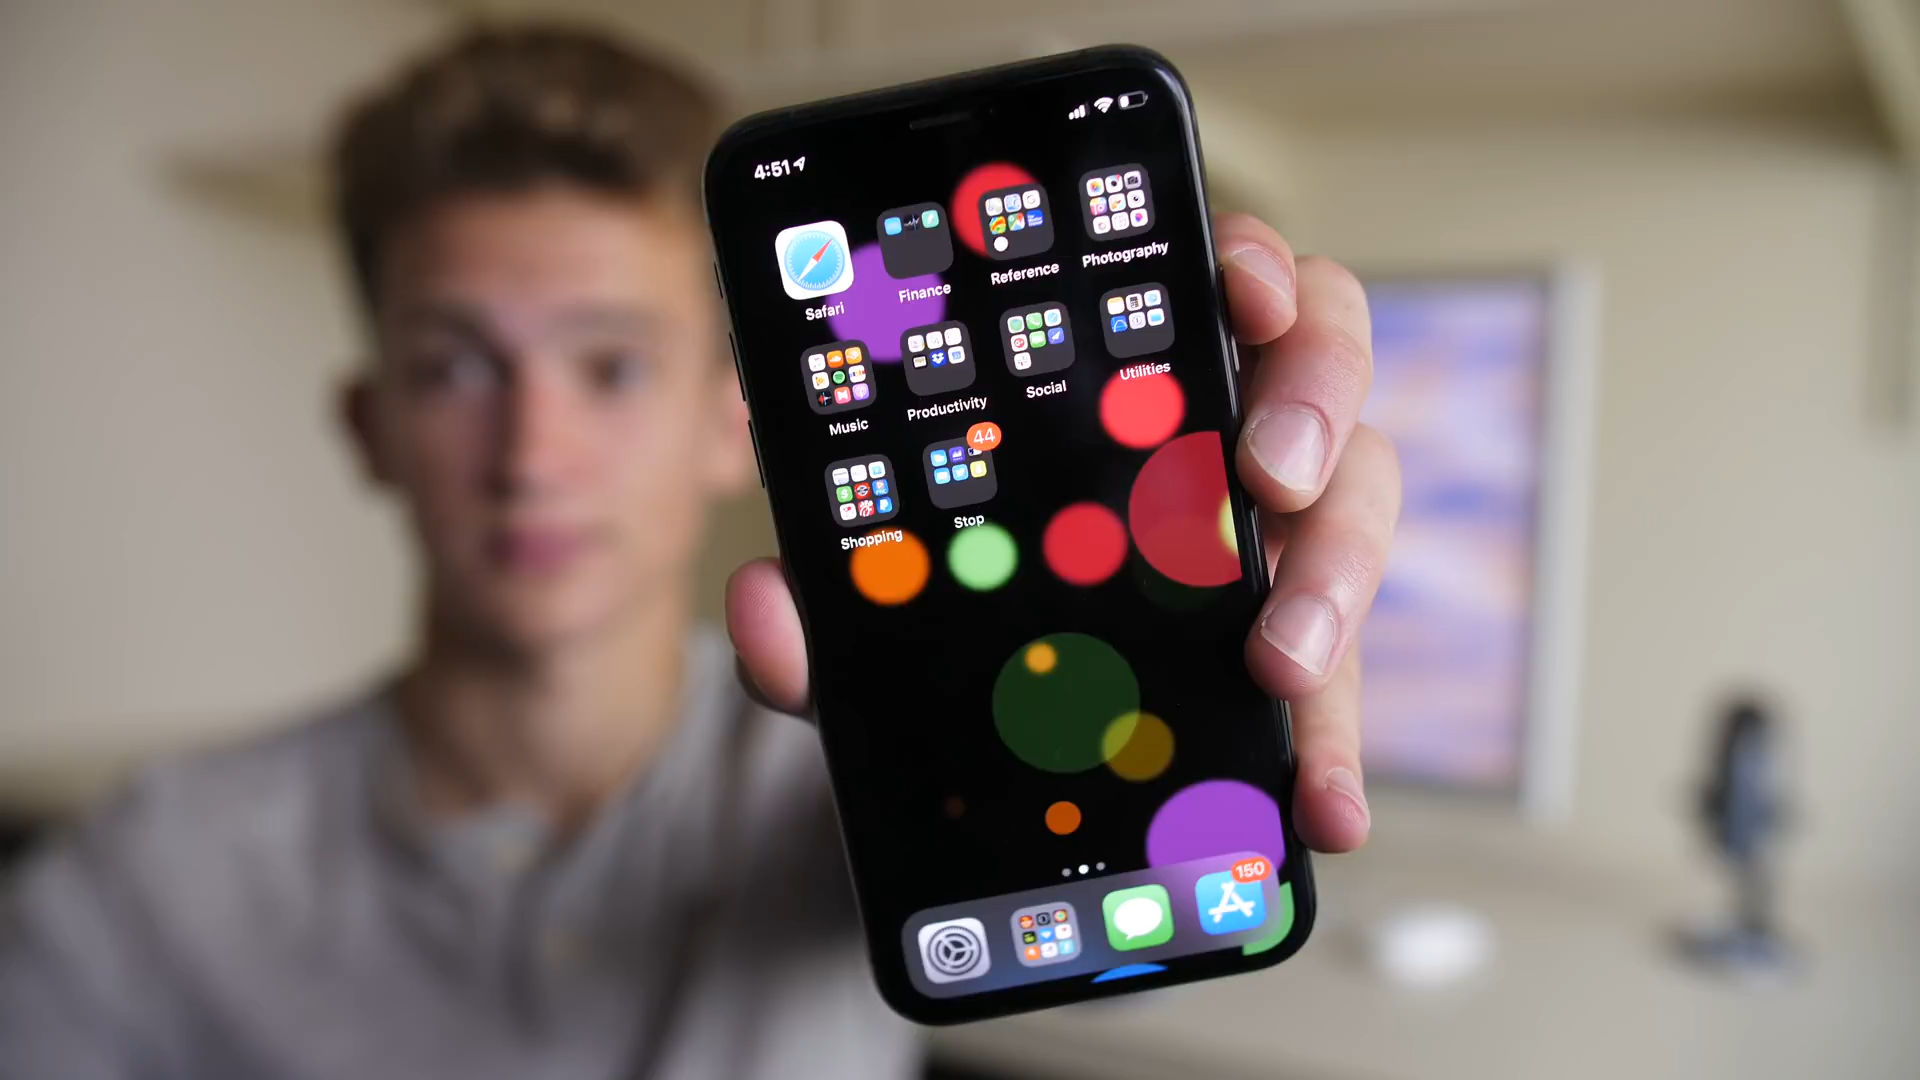 4:51
Safari
Finance
Reference
Photography
Music
Productivity
Social
Utilities
44
Shopping
Stop
150